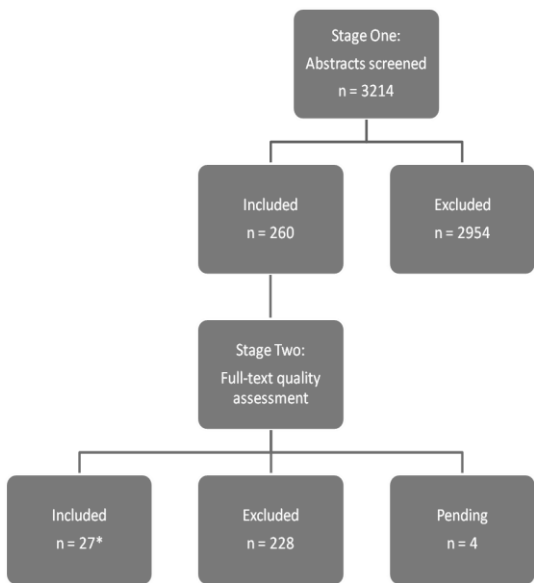 Stage One:
Abstracts screened
n = 3214
Included
n = 260
Excluded
n = 2954
Stage Two:
Full-text quality
assessment
Included
n = 27*
Excluded
n = 228
Pending
n = 4